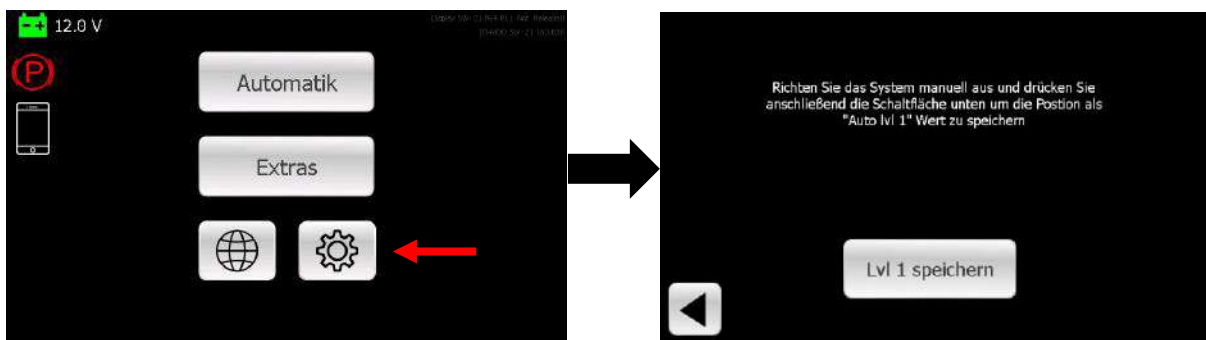 12.0 V
P
Automatik
Extras
Richten Sie das System manuell aus und drücken Sie
anschließend die Schaltfläche unten um die Postion als
"Auto lvl 1" Wert zu speichern
Lvl 1 speichern